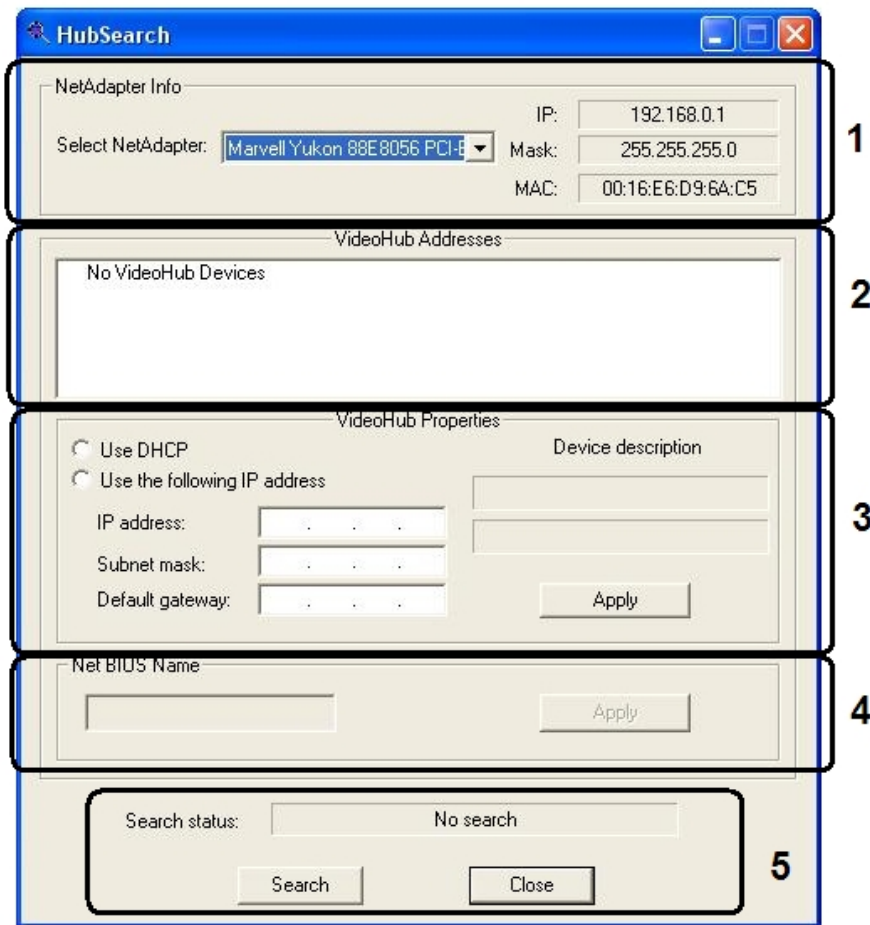 HubSearch
NetAdapter Info
IP: 192.168.0.1
Select NetAdapter: Marvell Yukon 88E8056 PCI-E Mask: 255.255.255.0
MAC: 00:16:E6:D9:6A:C5
1
VideoHub Addresses
No VideoHub Devices
2
VideoHub Properties
Use DHCP
Device description
Use the following IP address
IP address: . . .
Subnet mask: . . .
Default gateway: . . .
Apply
3
Net BIOS Name
Apply
4
Search status: No search
Search Close
5